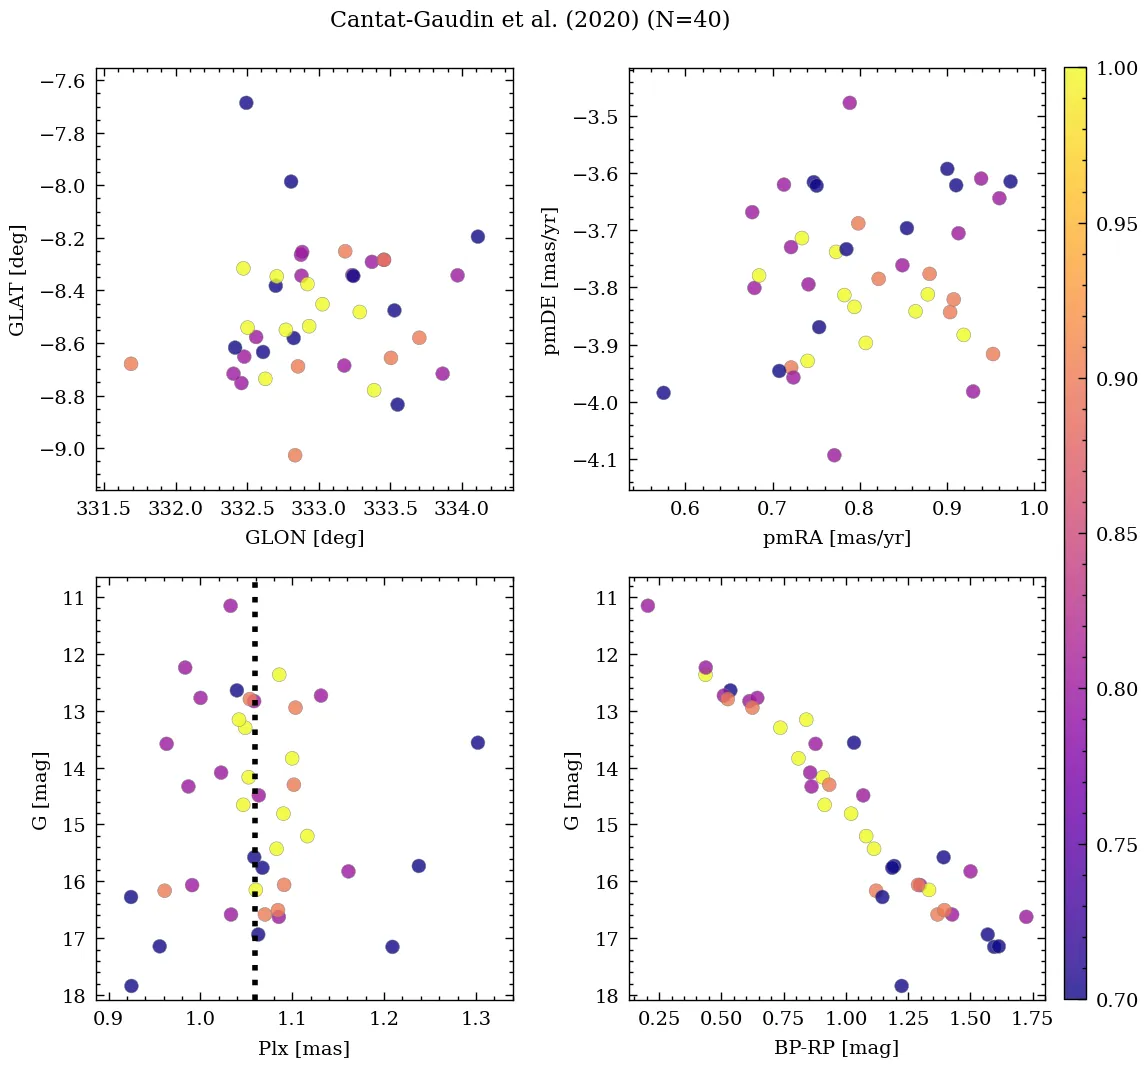 Cantat-Gaudin et al. (2020) (N=40)
−7.6
−7.8
−8.0
−8.2
−8.4
−8.6
−8.8
−9.0
GLAT [deg]
331.5 332.0 332.5 333.0 333.5 334.0
GLON [deg]
−3.5
−3.6
−3.7
−3.8
−3.9
−4.0
−4.1
pmDE [mas/yr]
0.6 0.7 0.8 0.9 1.0
pmRA [mas/yr]
11
12
13
14
15
16
17
18
G [mag]
0.9 1.0 1.1 1.2 1.3
Plx [mas]
11
12
13
14
15
16
17
18
G [mag]
0.25 0.50 0.75 1.00 1.25 1.50 1.75
BP-RP [mag]
1.00
0.95
0.90
0.85
0.80
0.75
0.70